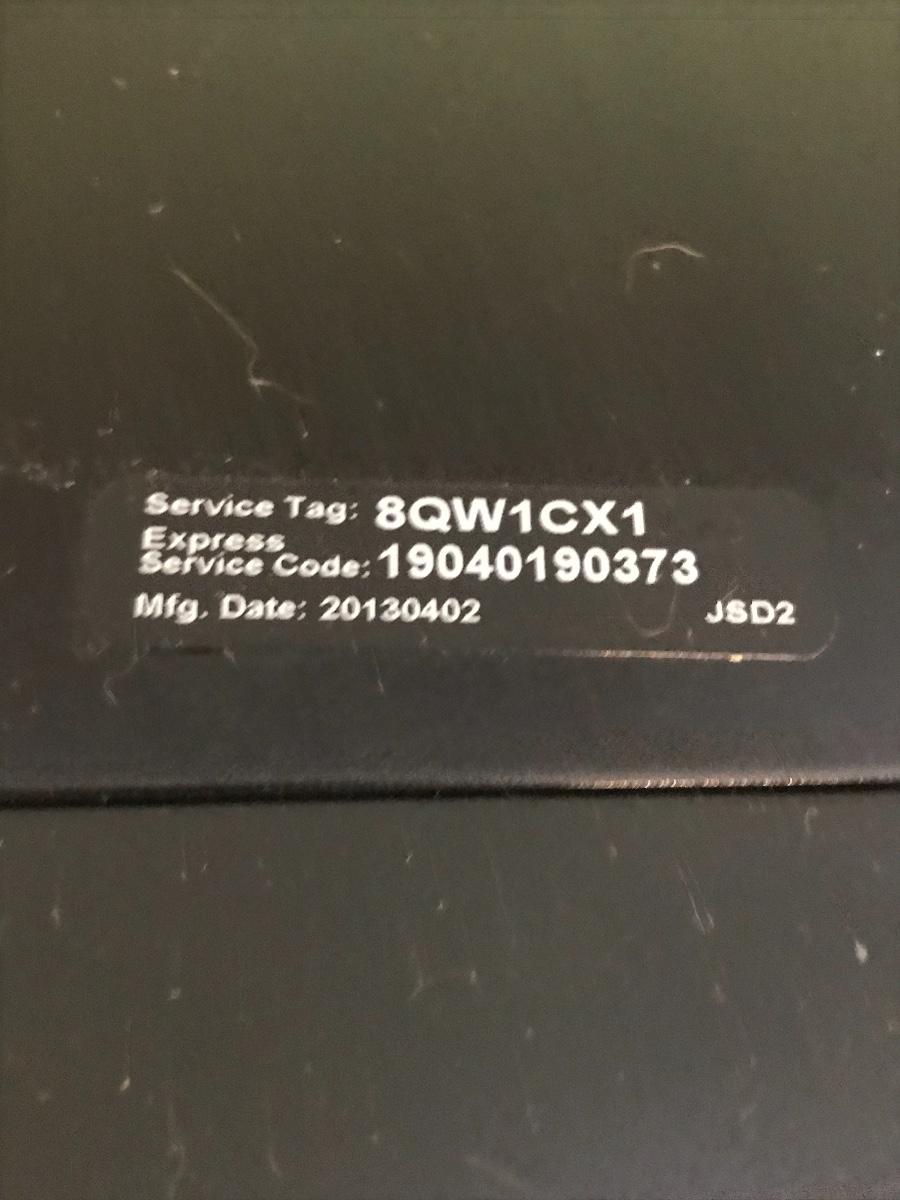 Service Tag: 8QW1CX1
Express
Service Code: 19040190373
Mfg. Date: 20130402 JSD2